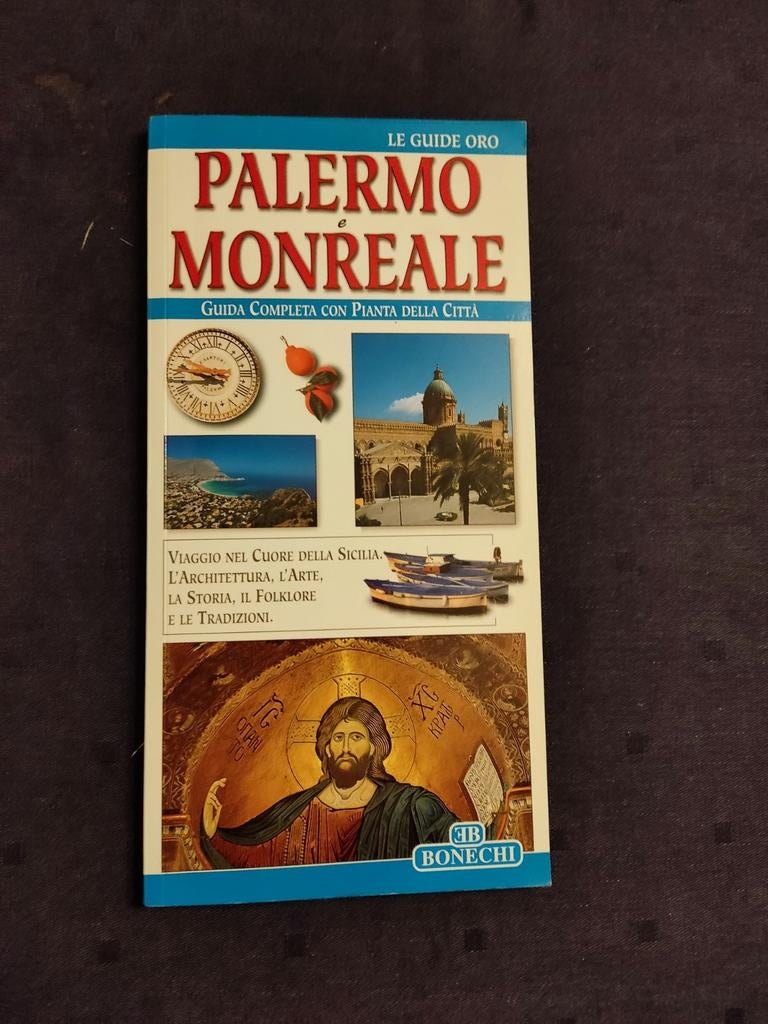 LE GUIDE ORO
PALERMO
e
MONREALE
GUIDA COMPLETA CON PIANTA DELLA CITTÀ
VIAGGIO NEL CUORE DELLA SICILIA.
L'ARCHITETTURA, L'ARTE,
LA STORIA, IL FOLKLORE
E LE TRADIZIONI.
BONECHI